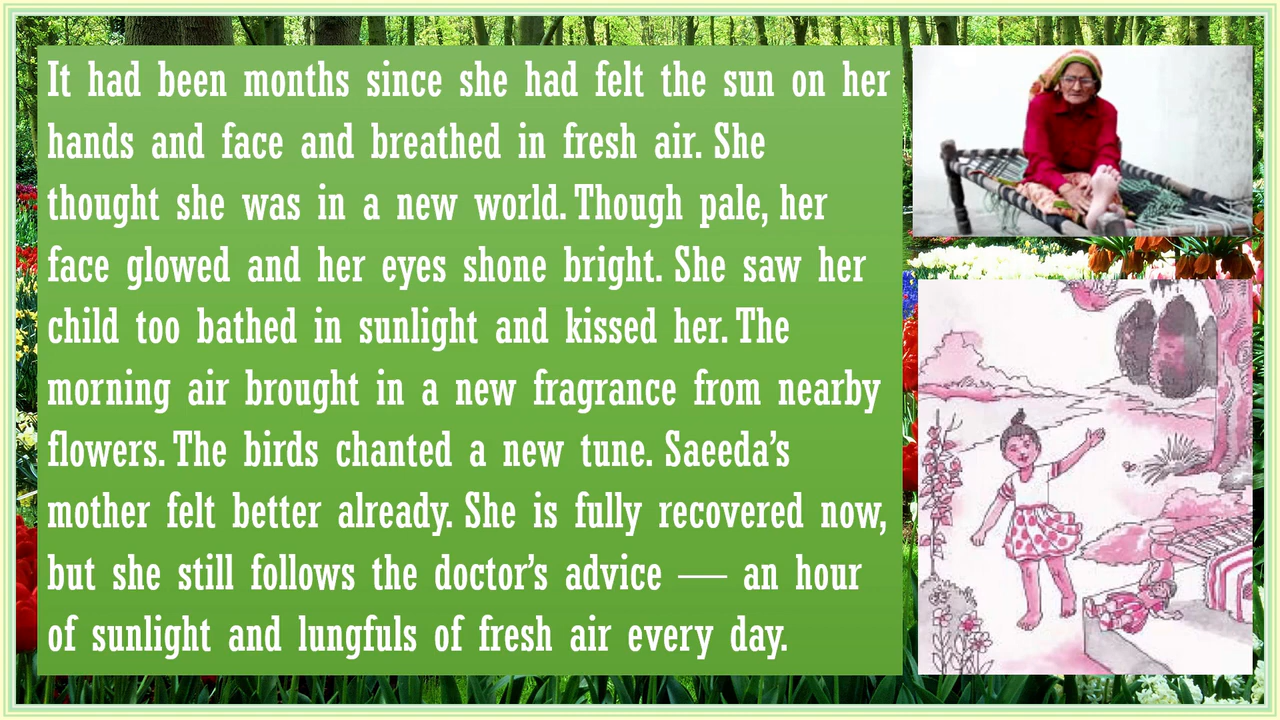 It had been months since she had felt the sun on her
hands and face and breathed in fresh air. She
thought she was in a new world. Though pale, her
face glowed and her eyes shone bright. She saw her
child too bathed in sunlight and kissed her. The
morning air brought in a new fragrance from nearby
flowers. The birds chanted a new tune. Saeeda’s
mother felt better already. She is fully recovered now,
but she still follows the doctor’s advice — an hour
of sunlight and lungfuls of fresh air every day.